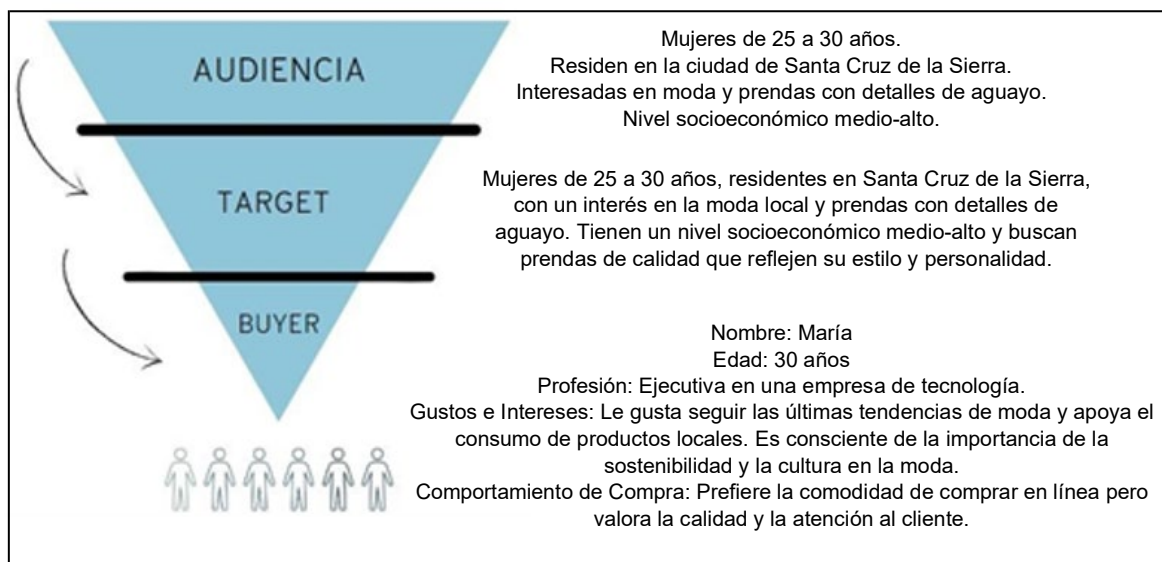 AUDIENCIA
Mujeres de 25 a 30 años.
Residen en la ciudad de Santa Cruz de la Sierra.
Interesadas en moda y prendas con detalles de aguayo.
Nivel socioeconómico medio-alto.
TARGET
Mujeres de 25 a 30 años, residentes en Santa Cruz de la Sierra,
con un interés en la moda local y prendas con detalles de
aguayo. Tienen un nivel socioeconómico medio-alto y buscan
prendas de calidad que reflejen su estilo y personalidad.
BUYER
Nombre: María
Edad: 30 años
Profesión: Ejecutiva en una empresa de tecnología.
Gustos e Intereses: Le gusta seguir las últimas tendencias de moda y apoya el
consumo de productos locales. Es consciente de la importancia de la
sostenibilidad y la cultura en la moda.
Comportamiento de Compra: Prefiere la comodidad de comprar en línea pero
valora la calidad y la atención al cliente.